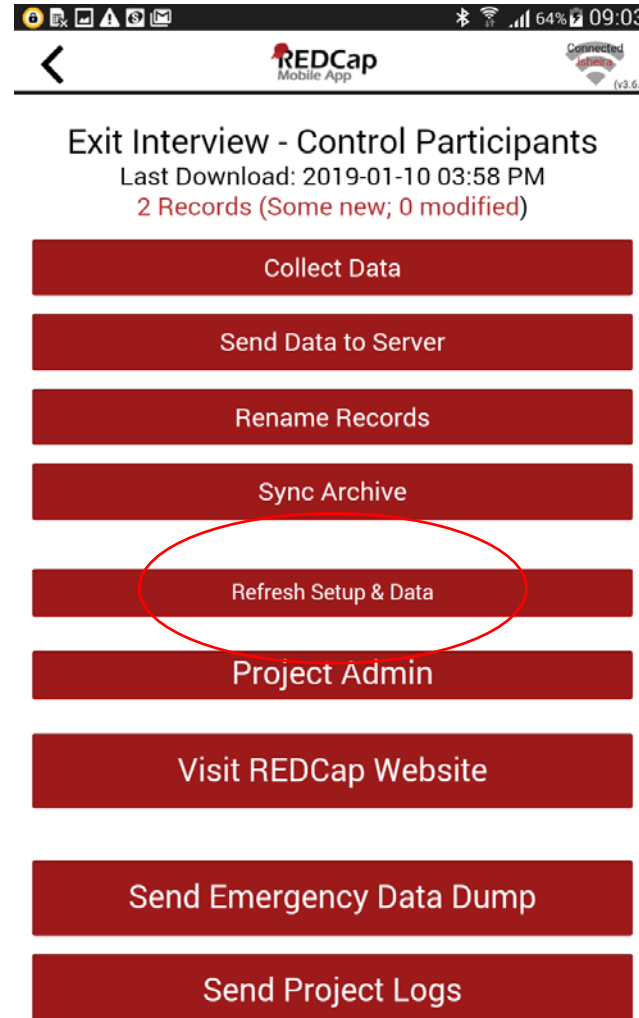 64% 09:03
REDCap
Mobile App
Connected
Isheira
(v3.6.
Exit Interview - Control Participants
Last Download: 2019-01-10 03:58 PM
2 Records (Some new; 0 modified)
Collect Data
Send Data to Server
Rename Records
Sync Archive
Refresh Setup & Data
Project Admin
Visit REDCap Website
Send Emergency Data Dump
Send Project Logs